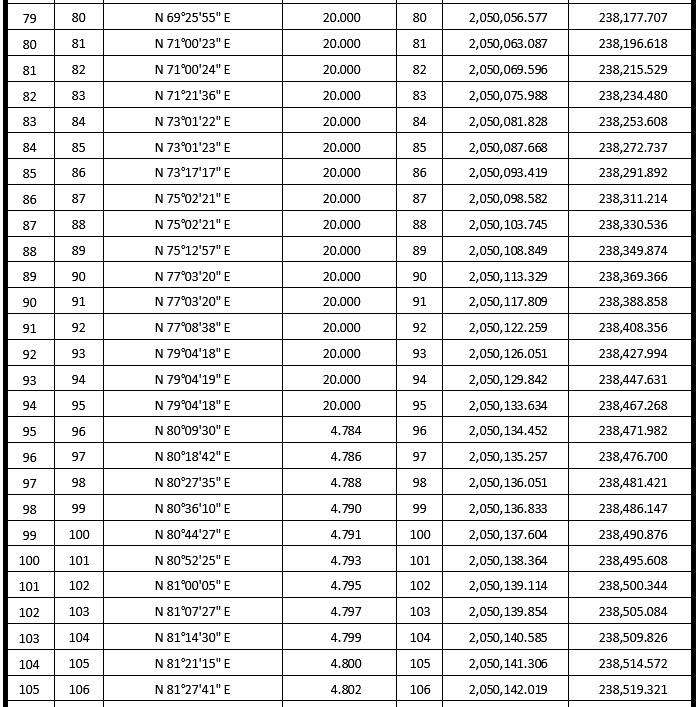 79 80 N 69°25'55" E 20.000 80 2,050,056.577 238,177.707
80 81 N 71°00'23" E 20.000 81 2,050,063.087 238,196.618
81 82 N 71°00'24" E 20.000 82 2,050,069.596 238,215.529
82 83 N 71°21'36" E 20.000 83 2,050,075.988 238,234.480
83 84 N 73°01'22" E 20.000 84 2,050,081.828 238,253.608
84 85 N 73°01'23" E 20.000 85 2,050,087.668 238,272.737
85 86 N 73°17'17" E 20.000 86 2,050,093.419 238,291.892
86 87 N 75°02'21" E 20.000 87 2,050,098.582 238,311.214
87 88 N 75°02'21" E 20.000 88 2,050,103.745 238,330.536
88 89 N 75°12'57" E 20.000 89 2,050,108.849 238,349.874
89 90 N 77°03'20" E 20.000 90 2,050,113.329 238,369.366
90 91 N 77°03'20" E 20.000 91 2,050,117.809 238,388.858
91 92 N 77°08'38" E 20.000 92 2,050,122.259 238,408.356
92 93 N 79°04'18" E 20.000 93 2,050,126.051 238,427.994
93 94 N 79°04'19" E 20.000 94 2,050,129.842 238,447.631
94 95 N 79°04'18" E 20.000 95 2,050,133.634 238,467.268
95 96 N 80°09'30" E 4.784 96 2,050,134.452 238,471.982
96 97 N 80°18'42" E 4.786 97 2,050,135.257 238,476.700
97 98 N 80°27'35" E 4.788 98 2,050,136.051 238,481.421
98 99 N 80°36'10" E 4.790 99 2,050,136.833 238,486.147
99 100 N 80°44'27" E 4.791 100 2,050,137.604 238,490.876
100 101 N 80°52'25" E 4.793 101 2,050,138.364 238,495.608
101 102 N 81°00'05" E 4.795 102 2,050,139.114 238,500.344
102 103 N 81°07'27" E 4.797 103 2,050,139.854 238,505.084
103 104 N 81°14'30" E 4.799 104 2,050,140.585 238,509.826
104 105 N 81°21'15" E 4.800 105 2,050,141.306 238,514.572
105 106 N 81°27'41" E 4.802 106 2,050,142.019 238,519.321